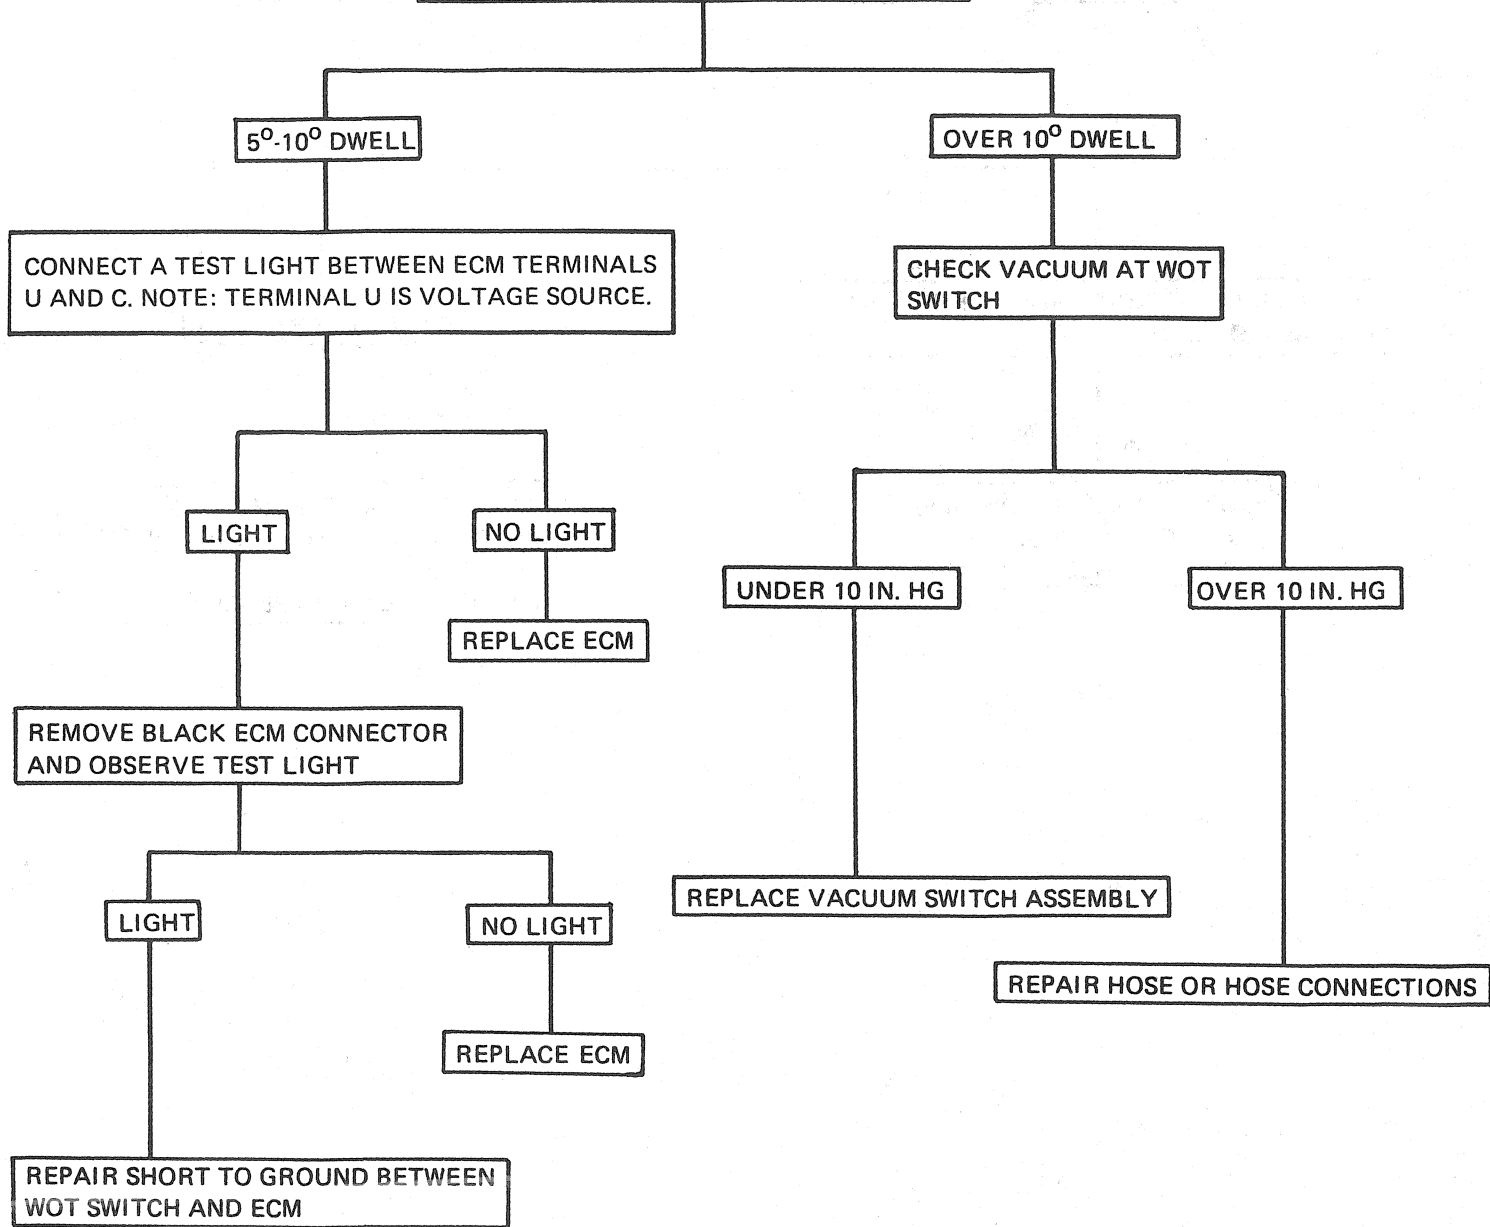 5º-10º DWELL
OVER 10º DWELL
CONNECT A TEST LIGHT BETWEEN ECM TERMINALS
U AND C. NOTE: TERMINAL U IS VOLTAGE SOURCE.
CHECK VACUUM AT WOT
SWITCH
LIGHT
NO LIGHT
UNDER 10 IN. HG
OVER 10 IN. HG
REPLACE ECM
REMOVE BLACK ECM CONNECTOR
AND OBSERVE TEST LIGHT
REPLACE VACUUM SWITCH ASSEMBLY
LIGHT
NO LIGHT
REPAIR HOSE OR HOSE CONNECTIONS
REPLACE ECM
REPAIR SHORT TO GROUND BETWEEN
WOT SWITCH AND ECM